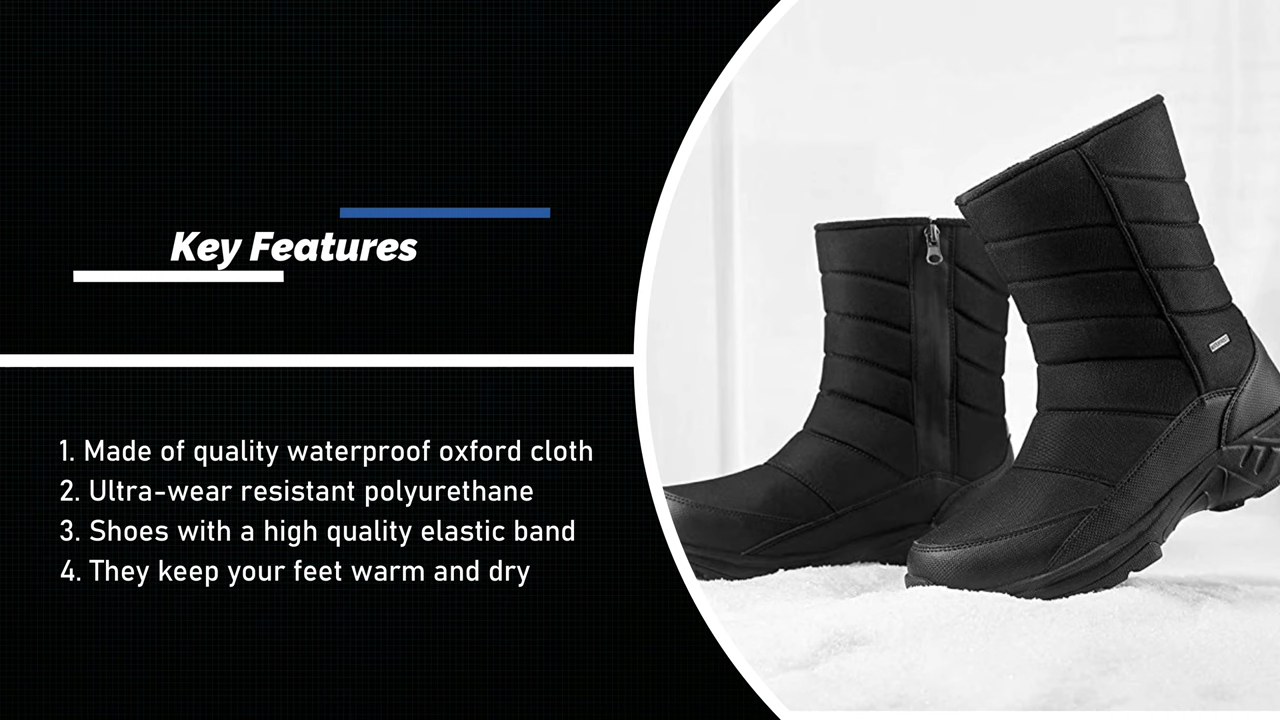 Key Features
1. Made of quality waterproof oxford cloth
2. Ultra-wear resistant polyurethane
3. Shoes with a high quality elastic band
4. They keep your feet warm and dry